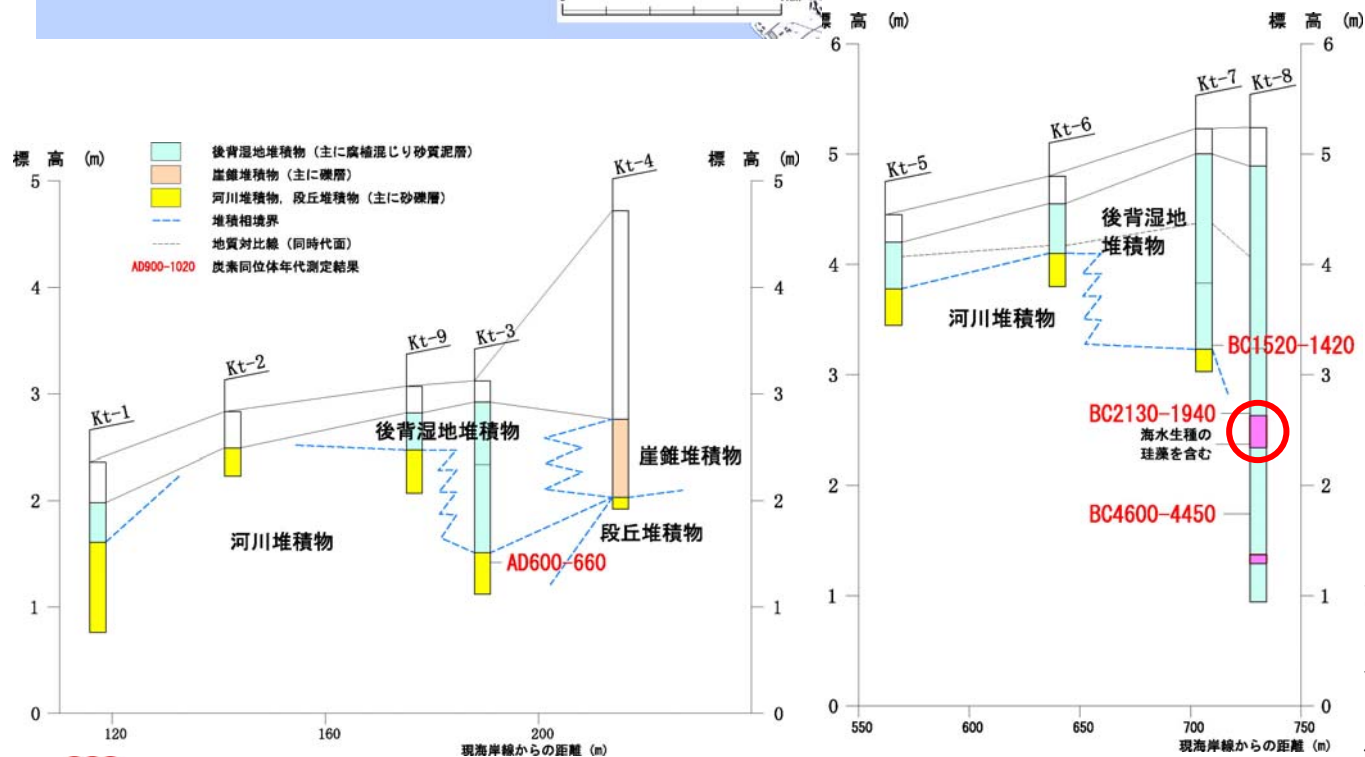 標 高 (m)
後背湿地堆積物(主に腐植混じり砂質泥層)
崖錐堆積物(主に礫層)
河川堆積物，段丘堆積物(主に砂礫層)
堆積相境界
地質対比線(同時代面)
AD900-1020 炭素同位体年代測定結果
標 高 (m)
5
4
3
2
1
0
Kt-1
Kt-2
Kt-9
Kt-3
Kt-4
後背湿地堆積物
崖錐堆積物
河川堆積物
段丘堆積物
AD600-660
5
4
3
2
1
0
120
160
200
現海岸線からの距離 (m)
標 高 (m)
標 高 (m)
6
5
4
3
2
1
0
Kt-5
Kt-6
Kt-7
Kt-8
後背湿地
堆積物
河川堆積物
BC1520-1420
BC2130-1940
海水生種の
珪藻を含む
BC4600-4450
6
5
4
3
2
1
0
550
600
650
700
750
現海岸線からの距離 (m)